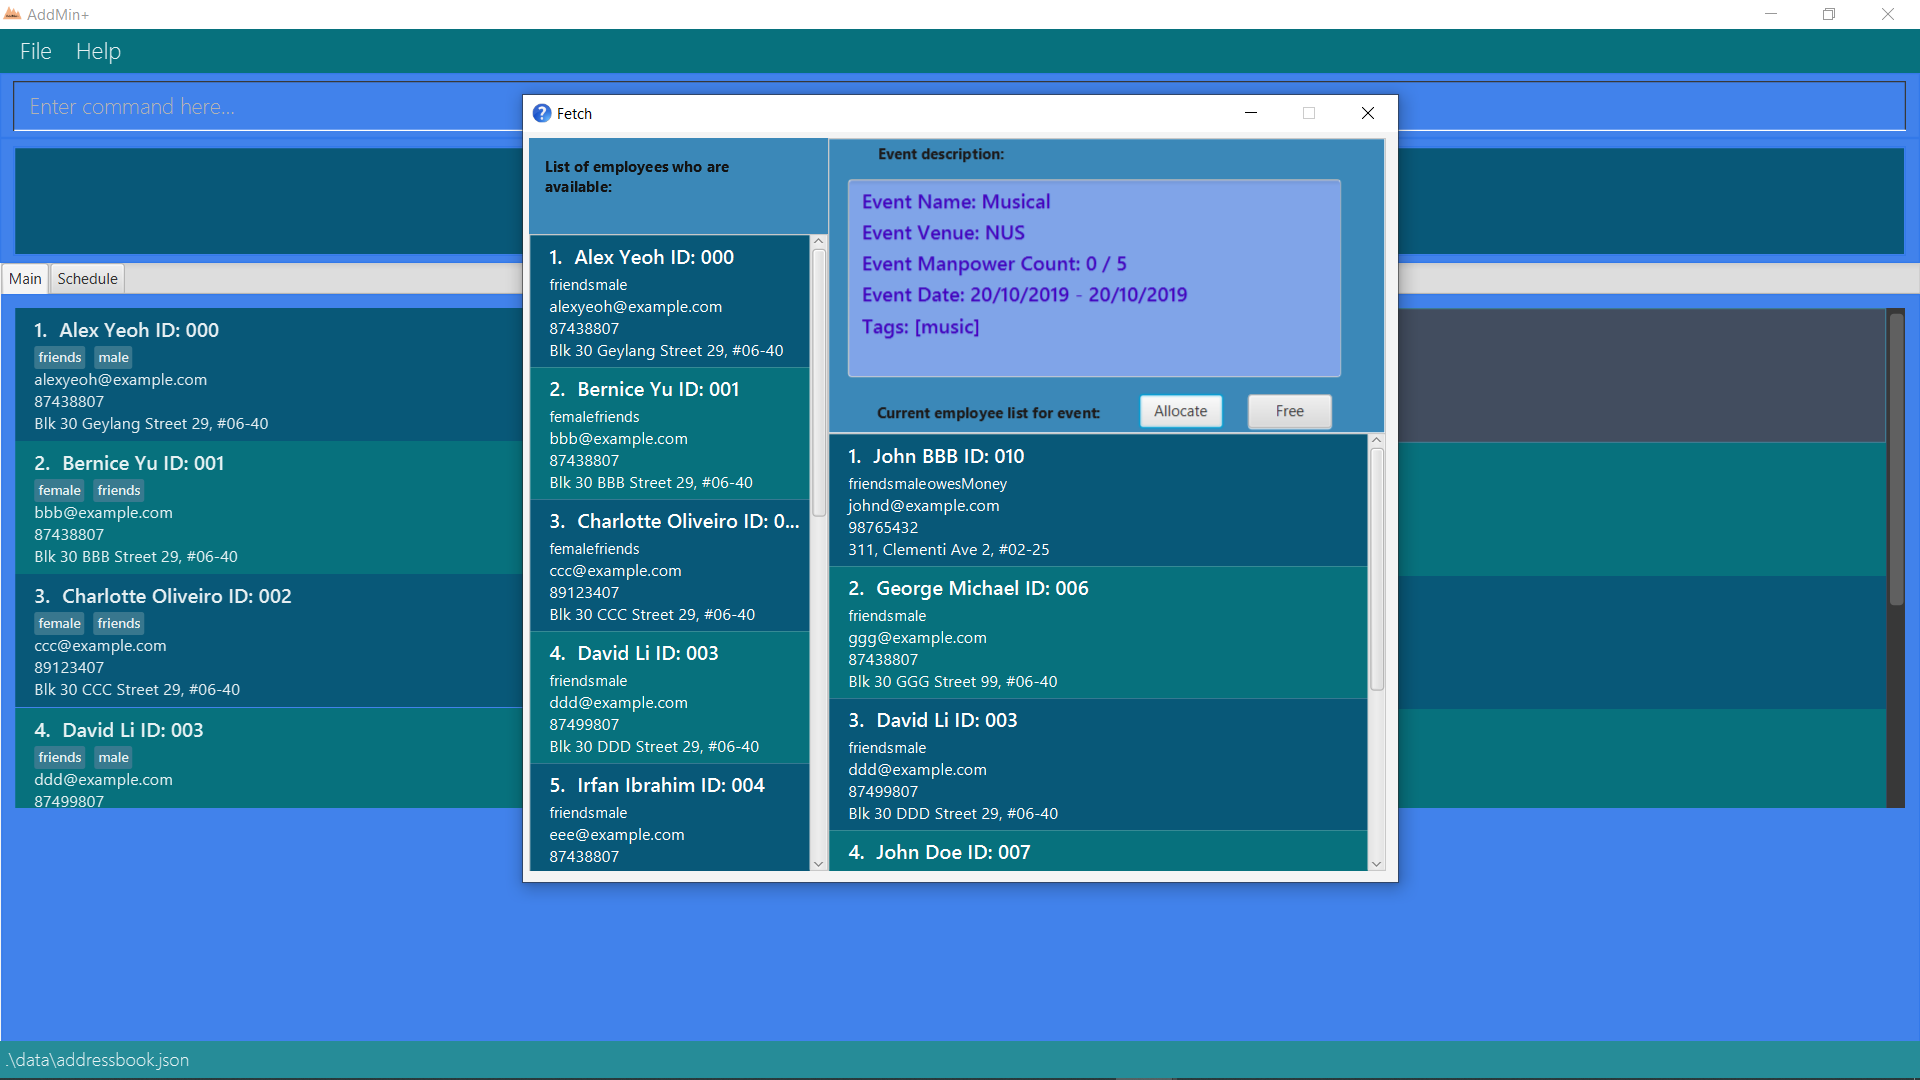 AddMin+
File Help
Enter command here...
Main Schedule
1. Alex Yeoh ID: 000
friends male
alexyeoh@example.com
87438807
Blk 30 Geylang Street 29, #06-40
2. Bernice Yu ID: 001
female friends
bbb@example.com
87438807
Blk 30 BBB Street 29, #06-40
3. Charlotte Oliveiro ID: 002
female friends
ccc@example.com
89123407
Blk 30 CCC Street 29, #06-40
4. David Li ID: 003
friends male
ddd@example.com
87499807
Fetch
List of employees who are
available:
1. Alex Yeoh ID: 000
friendsmale
alexyeoh@example.com
87438807
Blk 30 Geylang Street 29, #06-40
2. Bernice Yu ID: 001
femalefriends
bbb@example.com
87438807
Blk 30 BBB Street 29, #06-40
3. Charlotte Oliveiro ID: 0...
femalefriends
ccc@example.com
89123407
Blk 30 CCC Street 29, #06-40
4. David Li ID: 003
friendsmale
ddd@example.com
87499807
Blk 30 DDD Street 29, #06-40
5. Irfan Ibrahim ID: 004
friendsmale
eee@example.com
87438807
Event description:
Event Name: Musical
Event Venue: NUS
Event Manpower Count: 0 / 5
Event Date: 20/10/2019 - 20/10/2019
Tags: [music]
Current employee list for event: Allocate Free
1. John BBB ID: 010
friendsmaleowesMoney
johnd@example.com
98765432
311, Clementi Ave 2, #02-25
2. George Michael ID: 006
friendsmale
ggg@example.com
87438807
Blk 30 GGG Street 99, #06-40
3. David Li ID: 003
friendsmale
ddd@example.com
87499807
Blk 30 DDD Street 29, #06-40
4. John Doe ID: 007
.\data\addressbook.json